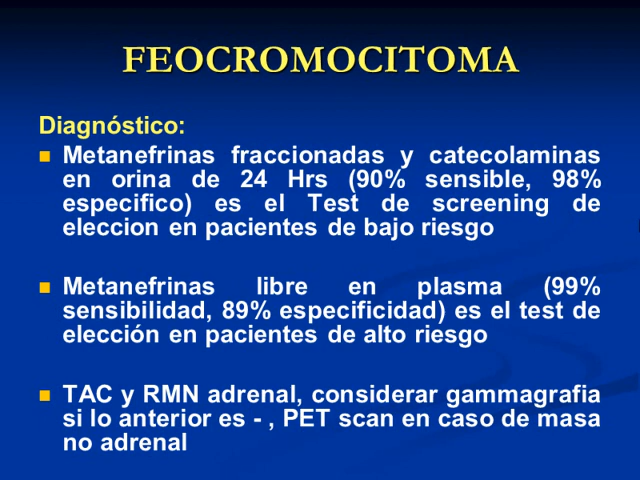 FEOCROMOCITOMA
Diagnóstico:
Metanefrinas fraccionadas y catecolaminas
en orina de 24 Hrs (90% sensible, 98%
especifico) es el Test de screening de
eleccion en pacientes de bajo riesgo
Metanefrinas libre en plasma (99%
sensibilidad, 89% especificidad) es el test de
elección en pacientes de alto riesgo
TAC y RMN adrenal, considerar gammagrafia
si lo anterior es - , PET scan en caso de masa
no adrenal